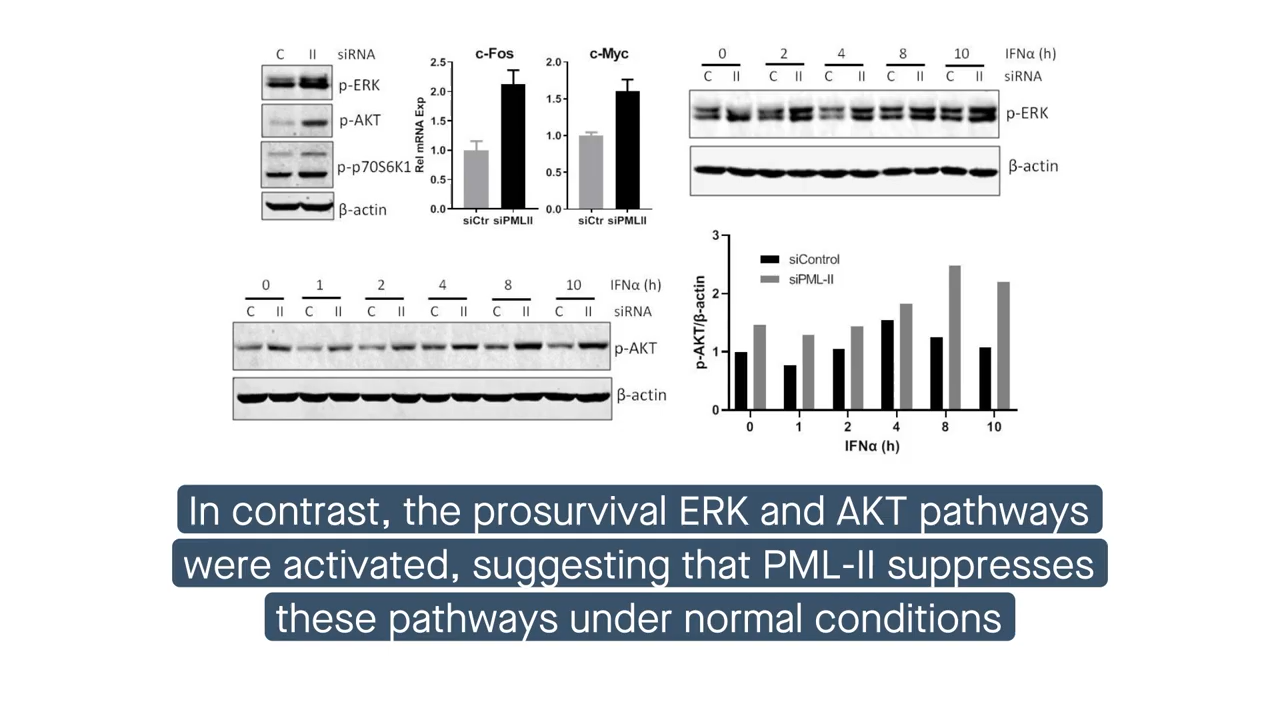 C II siRNA
p-ERK
p-AKT
p-p70S6K1
β-actin
c-Fos
Rel mRNA Exp
2.5
2.0
1.5
1.0
0.5
0.0
siCtr siPMLII
c-Myc
2.0
1.5
1.0
0.5
0.0
siCtr siPMLII
0 2 4 8 10 IFNα (h)
C II C II C II C II C II siRNA
p-ERK
β-actin
0 1 2 4 8 10 IFNα (h)
C II C II C II C II C II C II siRNA
p-AKT
β-actin
p-AKT/β-actin
3
2
1
0
siControl
siPML-II
0 1 2 4 8 10
IFNα (h)
In contrast, the prosurvival ERK and AKT pathways
were activated, suggesting that PML-II suppresses
these pathways under normal conditions